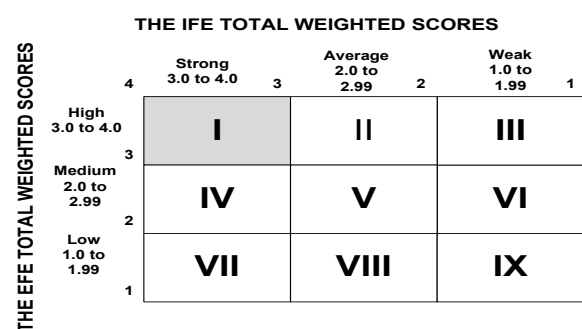 THE IFE TOTAL WEIGHTED SCORES
THE EFE TOTAL WEIGHTED SCORES
Strong
3.0 to 4.0
Average
2.0 to
2.99
Weak
1.0 to
1.99
4
3
2
1
High
3.0 to 4.0
I
II
III
3
Medium
2.0 to
2.99
IV
V
VI
2
Low
1.0 to
1.99
VII
VIII
IX
1